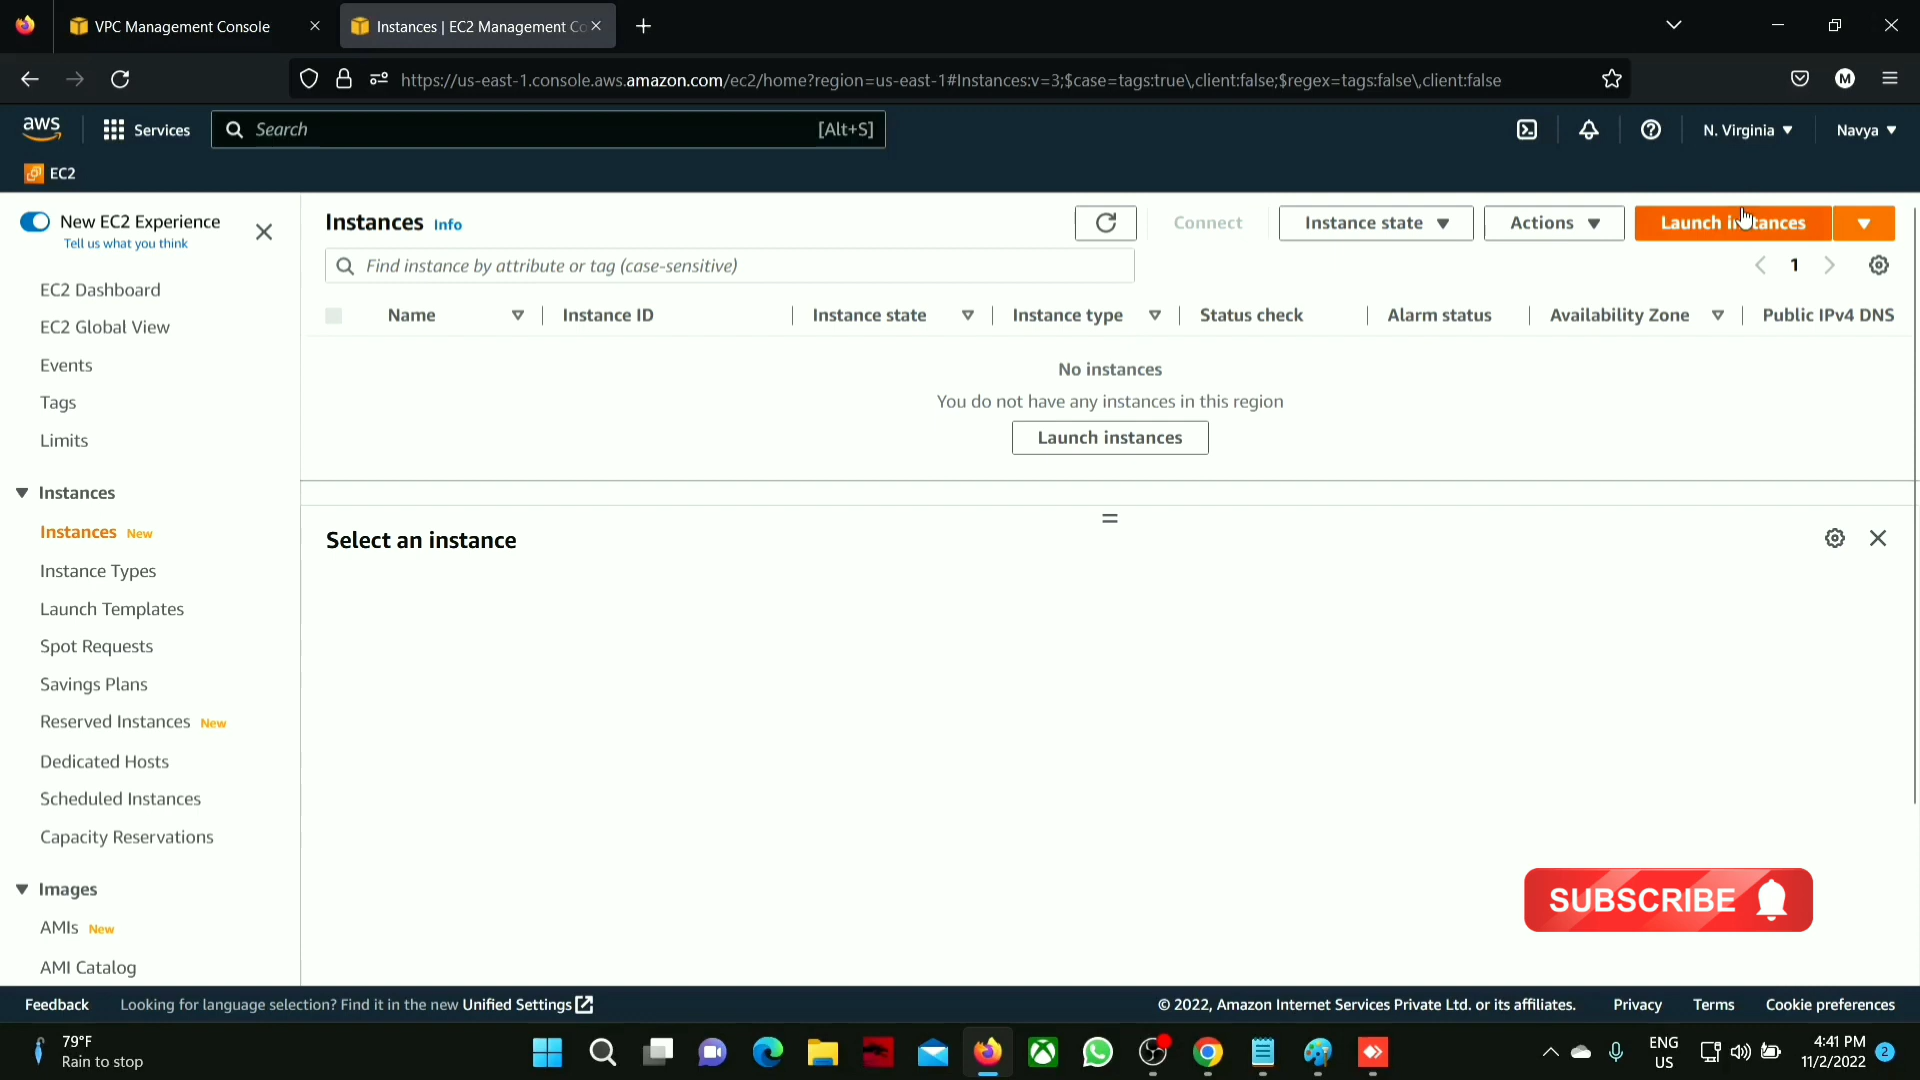 VPC Management Console
Instances | EC2 Management Co
https://us-east-1.console.aws.amazon.com/ec2/home?region=us-east-1#Instances:v=3;$case=tags:true\,client:false;$regex=tags:false\,client:false
M
aws
Services
Search
[Alt+S]
N. Virginia
Navya
EC2
New EC2 Experience
Tell us what you think
EC2 Dashboard
EC2 Global View
Events
Tags
Limits
Instances
Instances New
Instance Types
Launch Templates
Spot Requests
Savings Plans
Reserved Instances New
Dedicated Hosts
Scheduled Instances
Capacity Reservations
Images
AMIs New
AMI Catalog
Instances Info
Connect
Instance state
Actions
Launch instances
Find instance by attribute or tag (case-sensitive)
1
Name
Instance ID
Instance state
Instance type
Status check
Alarm status
Availability Zone
Public IPv4 DNS
No instances
You do not have any instances in this region
Launch instances
Select an instance
SUBSCRIBE
Feedback
Looking for language selection? Find it in the new Unified Settings
© 2022, Amazon Internet Services Private Ltd. or its affiliates.
Privacy
Terms
Cookie preferences
79°F
Rain to stop
ENG
US
4:41 PM
11/2/2022
2